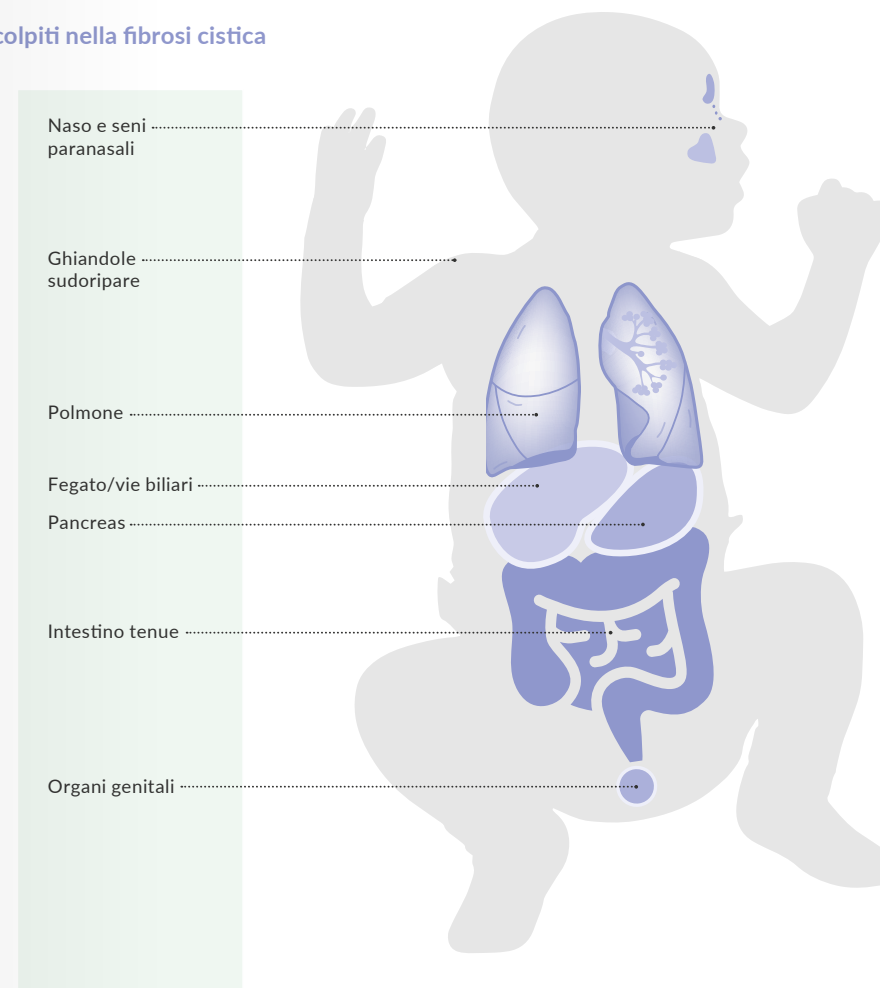 colpiti nella fibrosi cistica
Naso e seni
paranasali
Ghiandole
sudoripare
Polmone
Fegato/vie biliari
Pancreas
Intestino tenue
Organi genitali